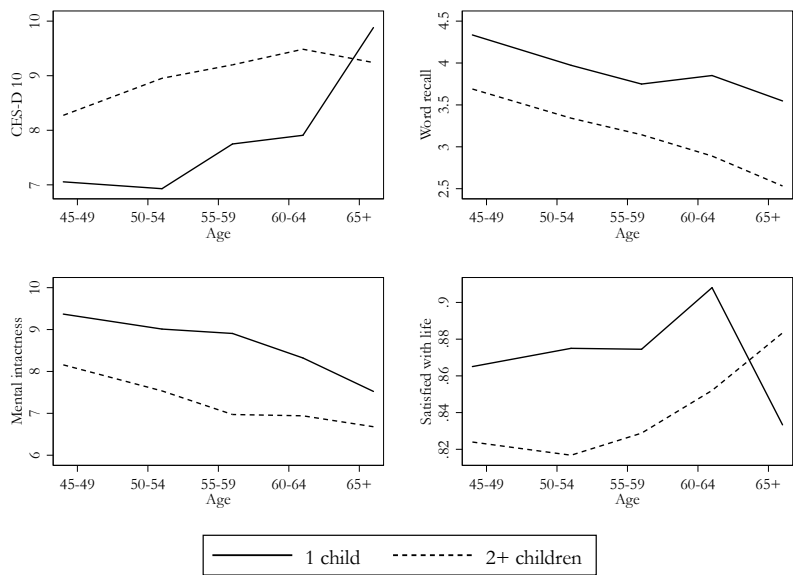 CES-D 10
10
9
8
7
45-49 50-54 55-59 60-64 65+
Age
Word recall
4.5
4
3.5
3
2.5
45-49 50-54 55-59 60-64 65+
Age
Mental intactness
10
9
8
7
6
45-49 50-54 55-59 60-64 65+
Age
Satisfied with life
.9
.88
.86
.84
.82
45-49 50-54 55-59 60-64 65+
Age
1 child 2+ children